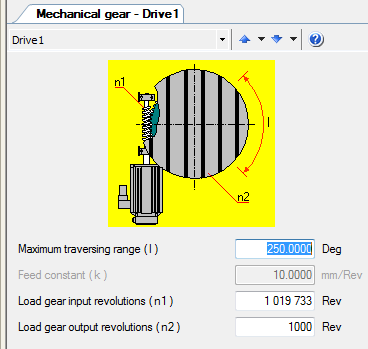 Mechanical gear - Drive1
Drive1
n1
l
n2
Maximum traversing range ( l ) 250.0000 Deg
Feed constant ( k ) 10.0000 mm/Rev
Load gear input revolutions ( n1 ) 1 019 733 Rev
Load gear output revolutions ( n2 ) 1000 Rev